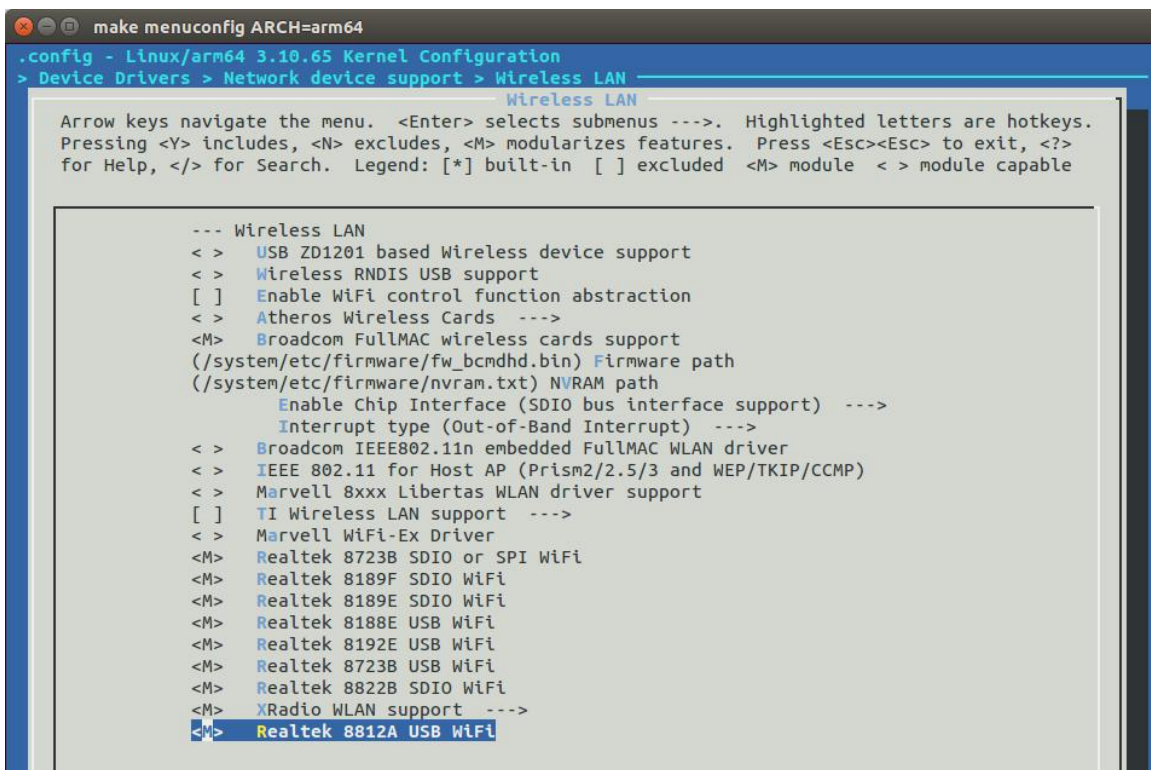 make menuconfig ARCH=arm64
.config - Linux/arm64 3.10.65 Kernel Configuration
> Device Drivers > Network device support > Wireless LAN
Wireless LAN
Arrow keys navigate the menu. <Enter> selects submenus --->. Highlighted letters are hotkeys.
Pressing <Y> includes, <N> excludes, <M> modularizes features. Press <Esc><Esc> to exit, <?>
for Help, </> for Search. Legend: [*] built-in [ ] excluded <M> module < > module capable
--- Wireless LAN
< > USB ZD1201 based Wireless device support
< > Wireless RNDIS USB support
[ ] Enable WiFi control function abstraction
< > Atheros Wireless Cards --->
<M> Broadcom FullMAC wireless cards support
(/system/etc/firmware/fw_bcmdhd.bin) Firmware path
(/system/etc/firmware/nvram.txt) NVRAM path
Enable Chip Interface (SDIO bus interface support) --->
Interrupt type (Out-of-Band Interrupt) --->
< > Broadcom IEEE802.11n embedded FullMAC WLAN driver
< > IEEE 802.11 for Host AP (Prism2/2.5/3 and WEP/TKIP/CCMP)
< > Marvell 8xxx Libertas WLAN driver support
[ ] TI Wireless LAN support --->
< > Marvell WiFi-Ex Driver
<M> Realtek 8723B SDIO or SPI WiFi
<M> Realtek 8189F SDIO WiFi
<M> Realtek 8189E SDIO WiFi
<M> Realtek 8188E USB WiFi
<M> Realtek 8192E USB WiFi
<M> Realtek 8723B USB WiFi
<M> Realtek 8822B SDIO WiFi
<M> XRadio WLAN support --->
<M> Realtek 8812A USB WiFi